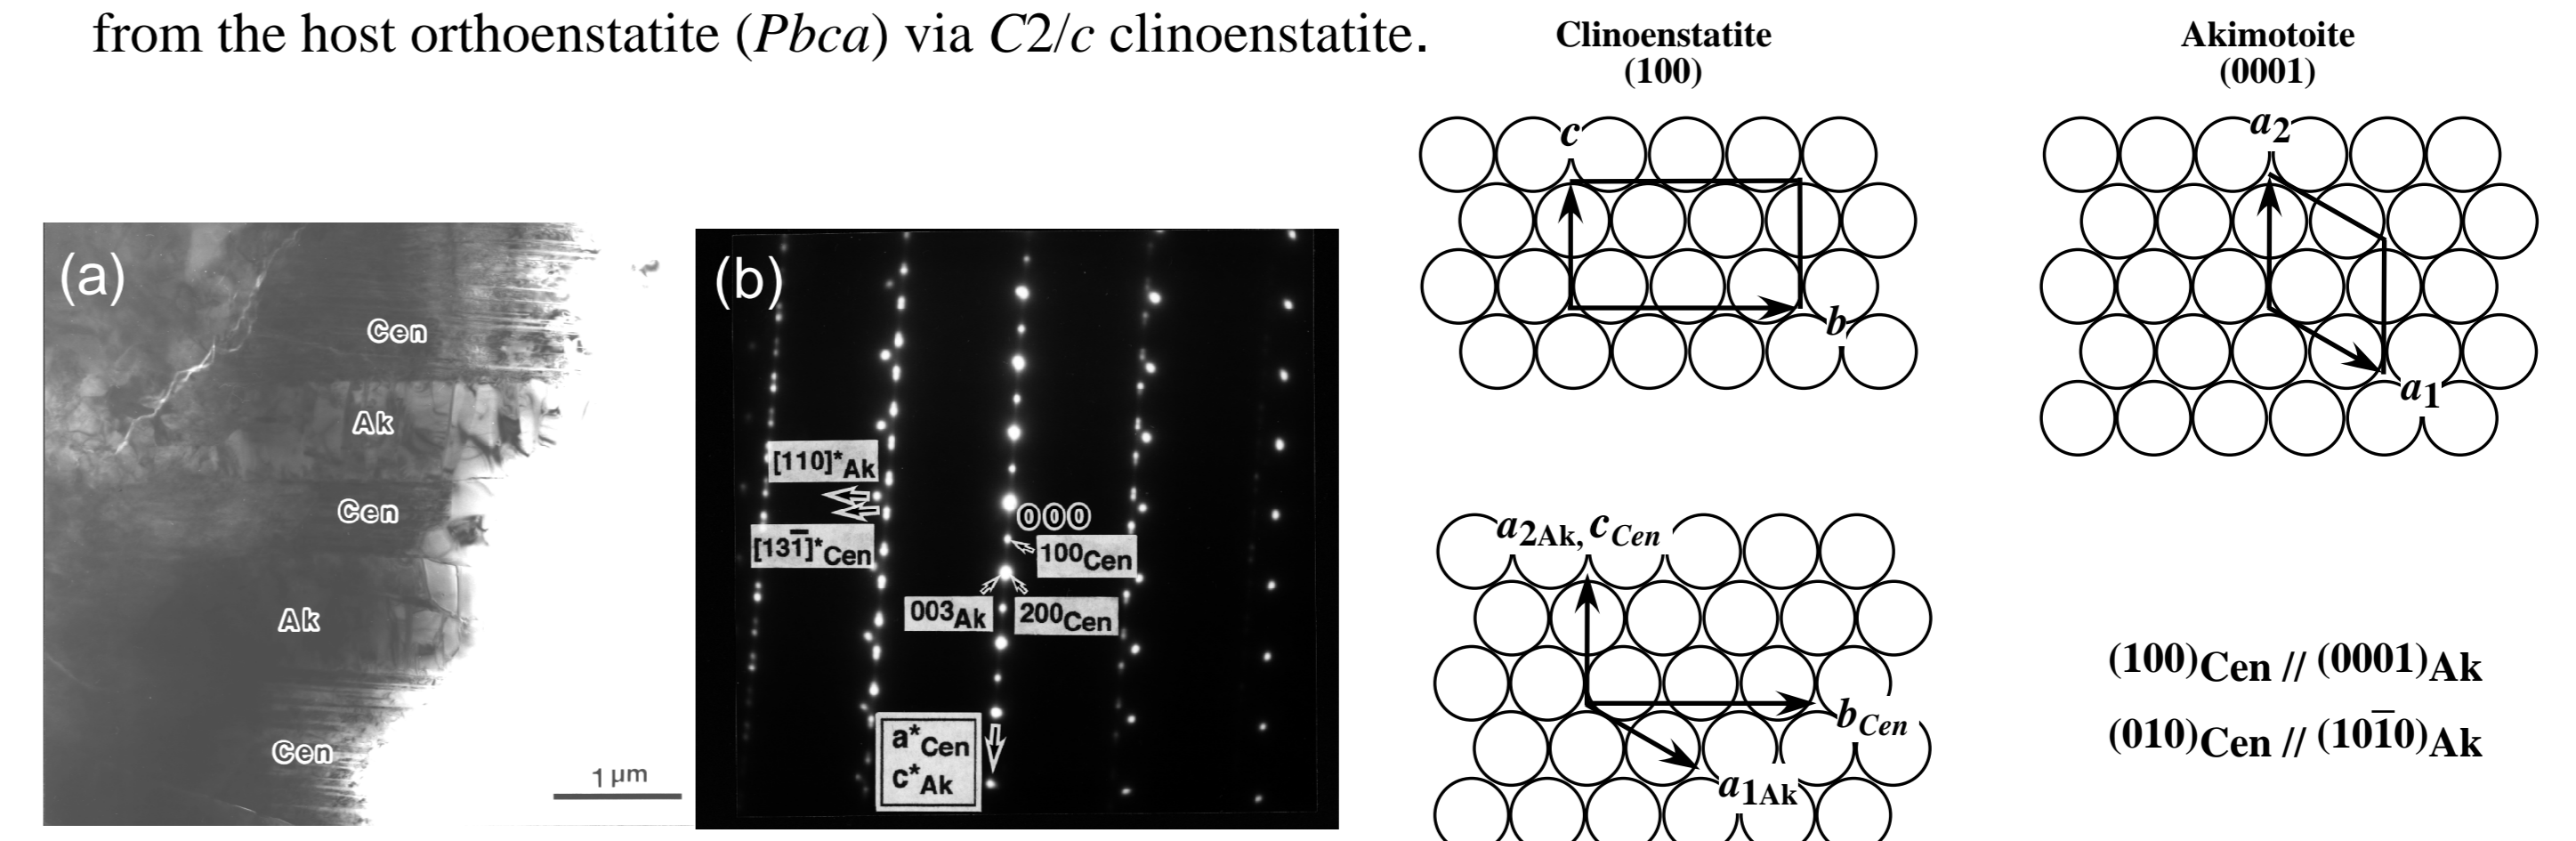 from the host orthoenstatite (Pbca) via C2/c clinoenstatite.
(a)
Cen
Ak
Cen
Ak
Cen
1 μm
(b)
[110]*Ak
[131̅]*Cen
000
100Cen
003Ak
200Cen
a*Cen
c*Ak
Clinoenstatite
(100)
c
b
Akimotoite
(0001)
a2
a1
a2Ak, cCen
bCen
a1Ak
(100)Cen // (0001)Ak
(010)Cen // (101̅0)Ak